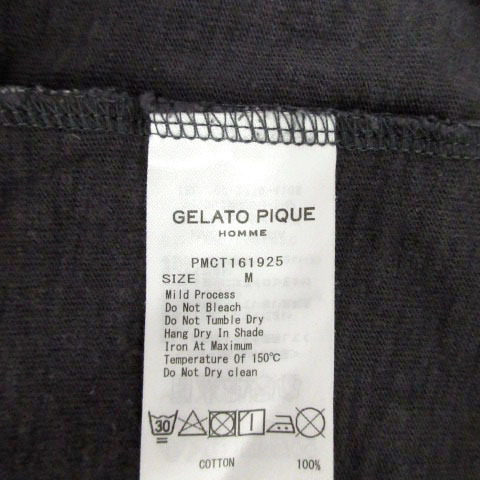 GELATO PIQUE
HOMME
PMCT161925
SIZE M
Mild Process
Do Not Bleach
Do Not Tumble Dry
Hang Dry In Shade
Iron At Maximum
Temperature Of 150℃
Do Not Dry clean
30
COTTON 100%